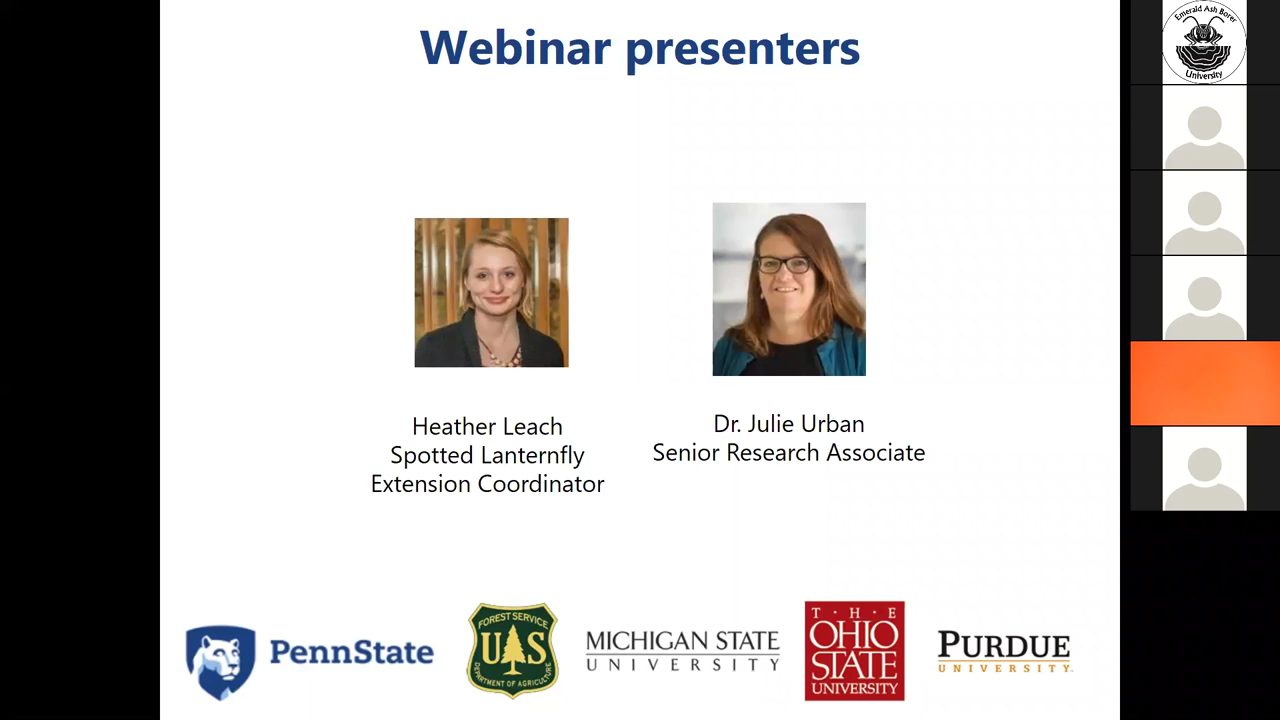 Webinar presenters
Emerald Ash Borer
University
Heather Leach
Spotted Lanternfly
Extension Coordinator
Dr. Julie Urban
Senior Research Associate
PennState
FOREST SERVICE
UAS
DEPARTMENT OF AGRICULTURE
MICHIGAN STATE
UNIVERSITY
T·H·E
OHIO
STATE
UNIVERSITY
PURDUE
UNIVERSITY